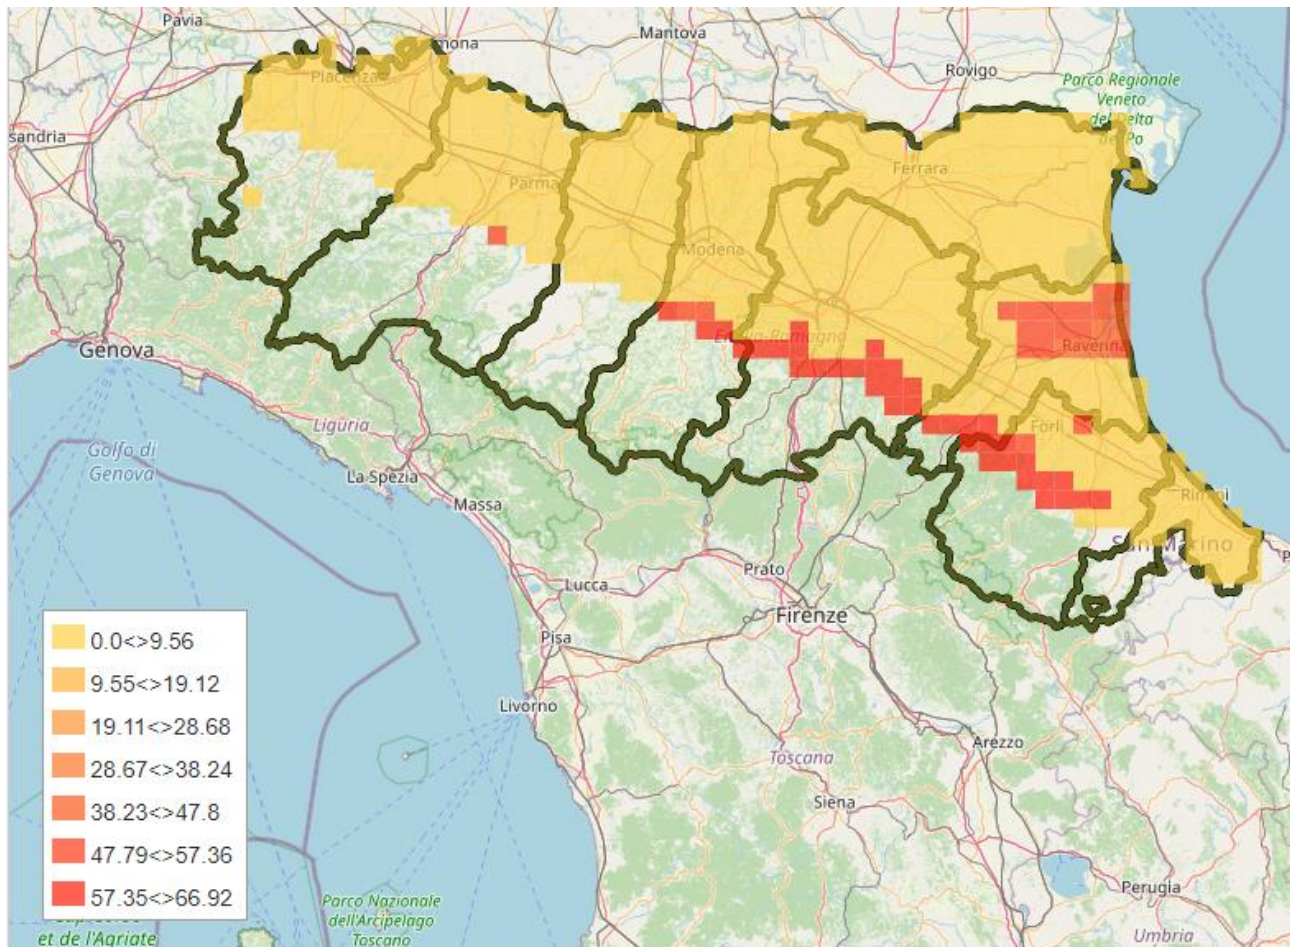 Pavia
mona
Mantova
Rovigo
Parco Regionale
Veneto
del Delta
del Po
Piacenza
sandria
Parma
Ferrara
Modena
Emilia-Romagna
Ravenna
Genova
Liguria
Forlì
Golfo di
Genova
La Spezia
Massa
Rimini
San Marino
P
Prato
Lucca
Firenze
Pisa
Livorno
Arezzo
Toscana
Siena
Perugia
Umbria
0.0<>9.56
9.55<>19.12
19.11<>28.68
28.67<>38.24
38.23<>47.8
47.79<>57.36
57.35<>66.92
et de l'Agriate
Parco Nazionale
dell'Arcipelago
Toscano